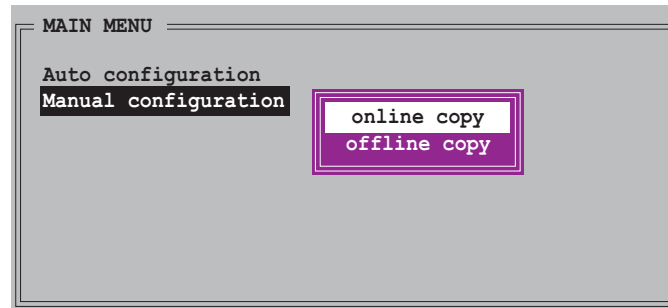 MAIN MENU
Auto configuration
Manual configuration
online copy
offline copy